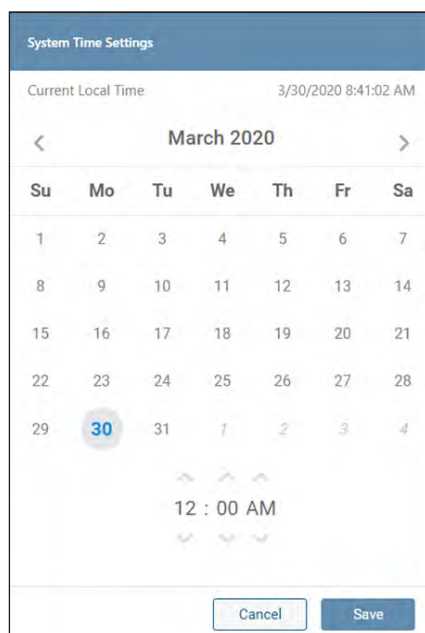 System Time Settings
Current Local Time 3/30/2020 8:41:02 AM
< March 2020 >
Su Mo Tu We Th Fr Sa
1 2 3 4 5 6 7
8 9 10 11 12 13 14
15 16 17 18 19 20 21
22 23 24 25 26 27 28
29 30 31 1 2 3 4
12 : 00 AM
Cancel Save